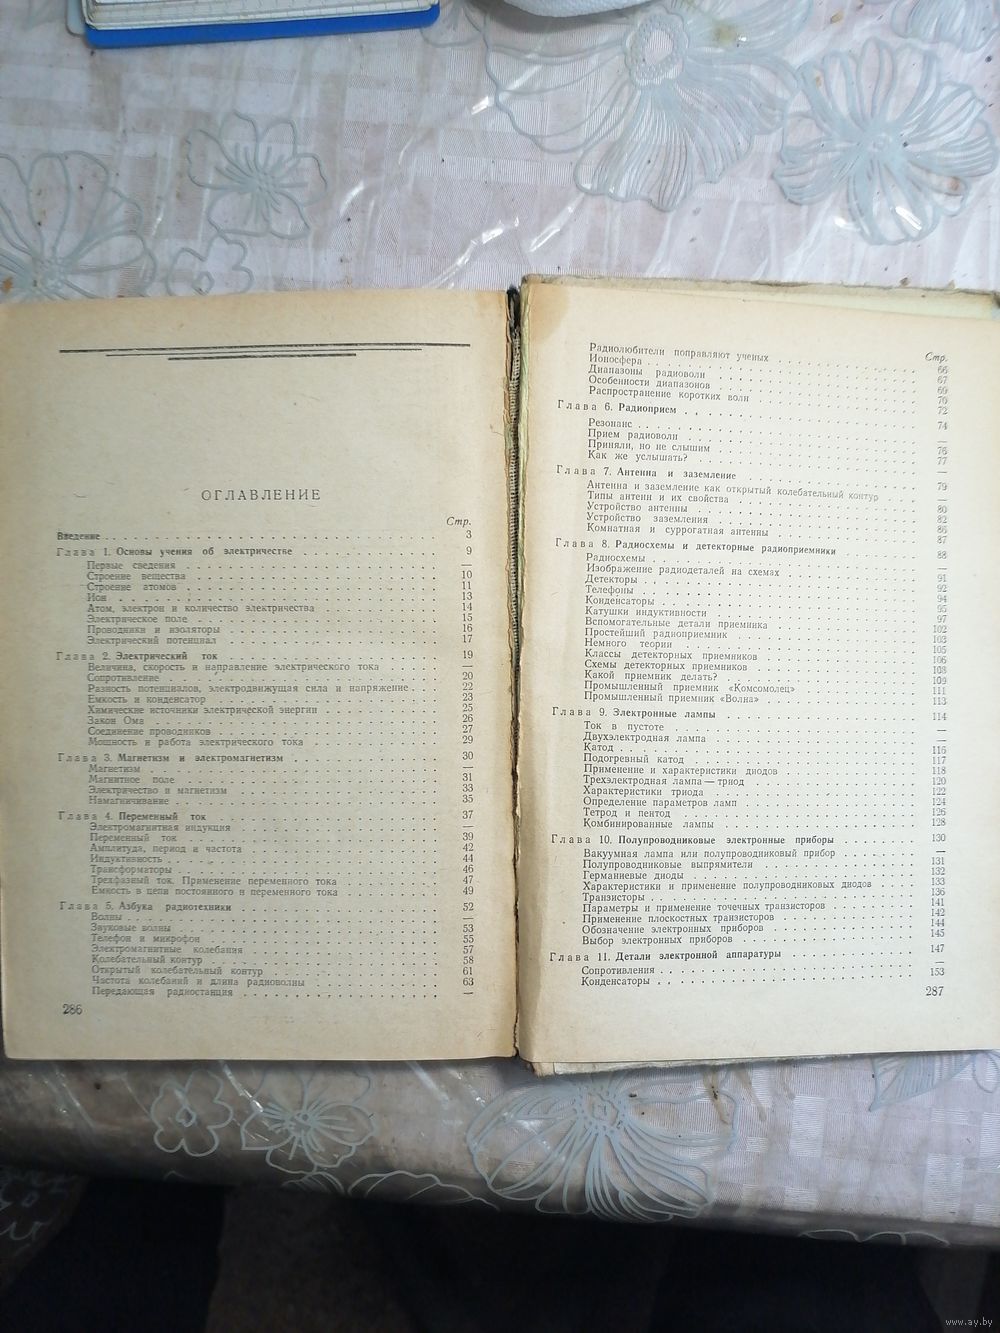 ОГЛАВЛЕНИЕ
Стр.
Введение 3
Глава 1. Основы учения об электричестве 9
Первые сведения —
Строение вещества 10
Строение атомов 11
Ион 13
Атом, электрон и количество электричества 14
Электрическое поле 15
Проводники и изоляторы 16
Электрический потенциал 17
Глава 2. Электрический ток 19
Величина, скорость и направление электрического тока —
Сопротивление 20
Разность потенциалов, электродвижущая сила и напряжение 22
Емкость и конденсатор 23
Химические источники электрической энергии 25
Закон Ома 26
Соединение проводников 27
Мощность и работа электрического тока 29
Глава 3. Магнетизм и электромагнетизм 30
Магнетизм —
Магнитное поле 31
Электричество и магнетизм 33
Намагничивание 35
Глава 4. Переменный ток 37
Электромагнитная индукция —
Переменный ток 39
Амплитуда, период и частота 42
Индуктивность 44
Трансформаторы 46
Трехфазный ток. Применение переменного тока 47
Емкость в цепи постоянного и переменного тока 49
Глава 5. Азбука радиотехники 52
Волны —
Звуковые волны 53
Телефон и микрофон 55
Электромагнитные колебания 57
Колебательный контур 58
Открытый колебательный контур 61
Частота колебаний и длина радиоволны 63
Передающая радиостанция —
286
Стр.
Радиолюбители поправляют ученых 66
Ионосфера 67
Диапазоны радиоволн 69
Особенности диапазонов 70
Распространение коротких волн 72
Глава 6. Радиоприем 74
Резонанс —
Прием радиоволн 76
Приняли, но не слышим 77
Как же услышать? —
Глава 7. Антенна и заземление 79
Антенна и заземление как открытый колебательный контур —
Типы антенн и их свойства 80
Устройство антенны 82
Устройство заземления 86
Комнатная и суррогатная антенны 87
Глава 8. Радиосхемы и детекторные радиоприемники 88
Радиосхемы —
Изображение радиодеталей на схемах 91
Детекторы 92
Телефоны 94
Конденсаторы 95
Катушки индуктивности 97
Вспомогательные детали приемника 102
Простейший радиоприемник 103
Немного теории 105
Классы детекторных приемников 106
Схемы детекторных приемников 108
Какой приемник делать? 109
Промышленный приемник «Комсомолец» 111
Промышленный приемник «Волна» 113
Глава 9. Электронные лампы 114
Ток в пустоте —
Двухэлектродная лампа —
Катод 116
Подогревный катод 117
Применение и характеристики диодов 118
Трехэлектродная лампа — триод 120
Характеристики триода 122
Определение параметров ламп 124
Тетрод и пентод 126
Комбинированные лампы 128
Глава 10. Полупроводниковые электронные приборы 130
Вакуумная лампа или полупроводниковый прибор —
Полупроводниковые выпрямители 131
Германиевые диоды 132
Характеристики и применение полупроводниковых диодов 133
Транзисторы 136
Параметры и применение точечных транзисторов 141
Применение плоскостных транзисторов 142
Обозначение электронных приборов 144
Выбор электронных приборов 145
Глава 11. Детали электронной аппаратуры 147
Сопротивления —
Конденсаторы 153
287
www.ay.by